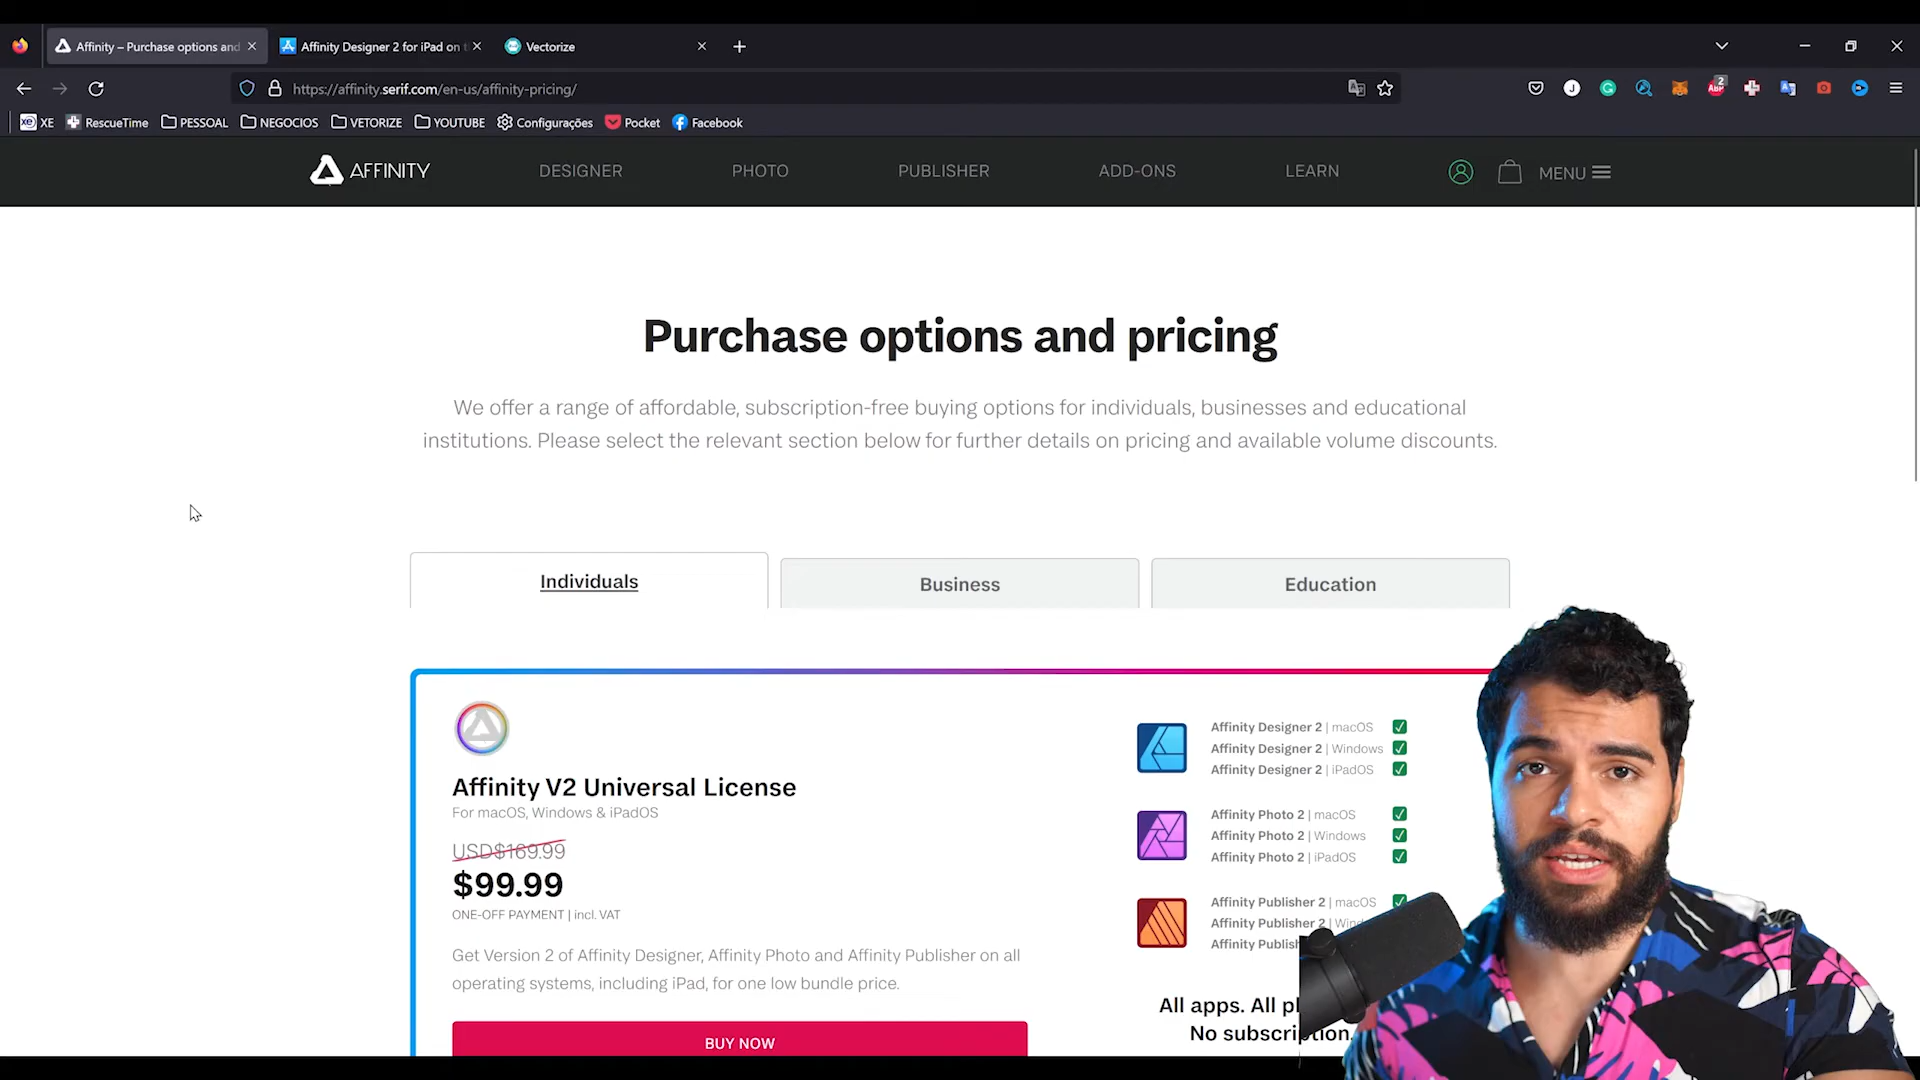 Affinity – Purchase options and
Affinity Designer 2 for iPad on t
Vectorize
https://affinity.serif.com/en-us/affinity-pricing/
J
G
2
ABP
XE
RescueTime
PESSOAL
NEGOCIOS
VETORIZE
YOUTUBE
Configurações
Pocket
Facebook
AFFINITY
DESIGNER
PHOTO
PUBLISHER
ADD-ONS
LEARN
MENU
Purchase options and pricing
We offer a range of affordable, subscription-free buying options for individuals, businesses and educational
institutions. Please select the relevant section below for further details on pricing and available volume discounts.
Individuals
Business
Education
Affinity V2 Universal License
For macOS, Windows & iPadOS
USD$169.99
$99.99
ONE-OFF PAYMENT | incl. VAT
Get Version 2 of Affinity Designer, Affinity Photo and Affinity Publisher on all
operating systems, including iPad, for one low bundle price.
BUY NOW
Affinity Designer 2 | macOS
Affinity Designer 2 | Windows
Affinity Designer 2 | iPadOS
Affinity Photo 2 | macOS
Affinity Photo 2 | Windows
Affinity Photo 2 | iPadOS
Affinity Publisher 2 | macOS
Affinity Publisher 2 | Wind
Affinity Publish
All apps. All pl
No subscription.